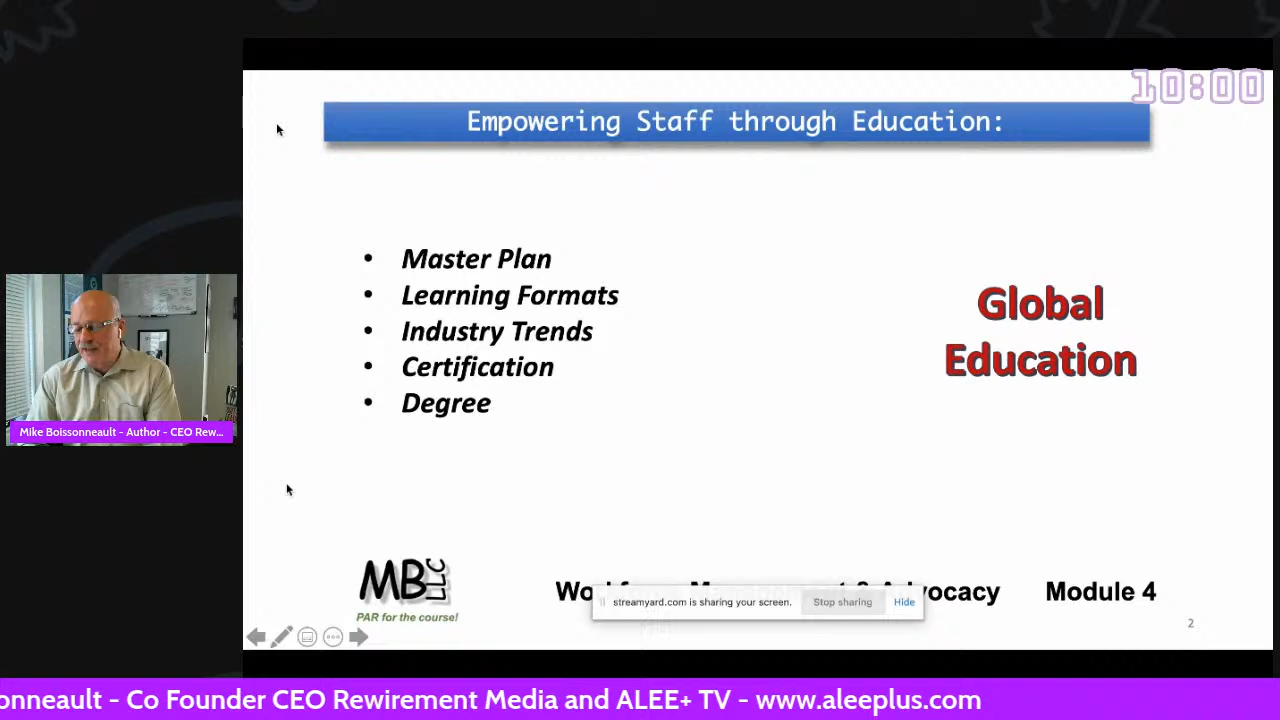 10:00
Empowering Staff through Education:
• Master Plan
• Learning Formats
• Industry Trends
• Certification
• Degree
Global
Education
Mike Boissonneault - Author - CEO Rew...
MB LLC
PAR for the course!
Advocacy Module 4
streamyard.com is sharing your screen. Stop sharing Hide
2
onneault - Co Founder CEO Rewirement Media and ALEE+ TV - www.aleeplus.com